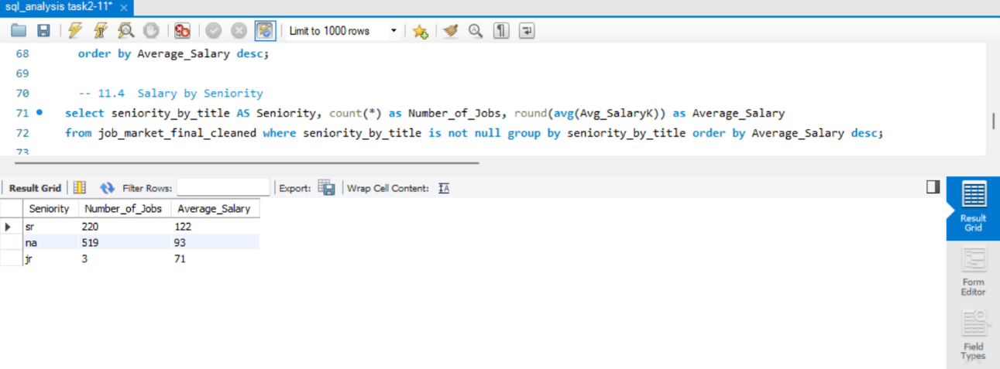 sql_analysis task2-11* ×
Limit to 1000 rows
68 order by Average_Salary desc;
69
70 -- 11.4  Salary by Seniority
71 select seniority_by_title AS Seniority, count(*) as Number_of_Jobs, round(avg(Avg_SalaryK)) as Average_Salary
72 from job_market_final_cleaned where seniority_by_title is not null group by seniority_by_title order by Average_Salary desc;
73
Result Grid Filter Rows: Export: Wrap Cell Content: IA
Seniority Number_of_Jobs Average_Salary
sr 220 122
na 519 93
jr 3 71
Result
Grid
Form
Editor
Field
Types